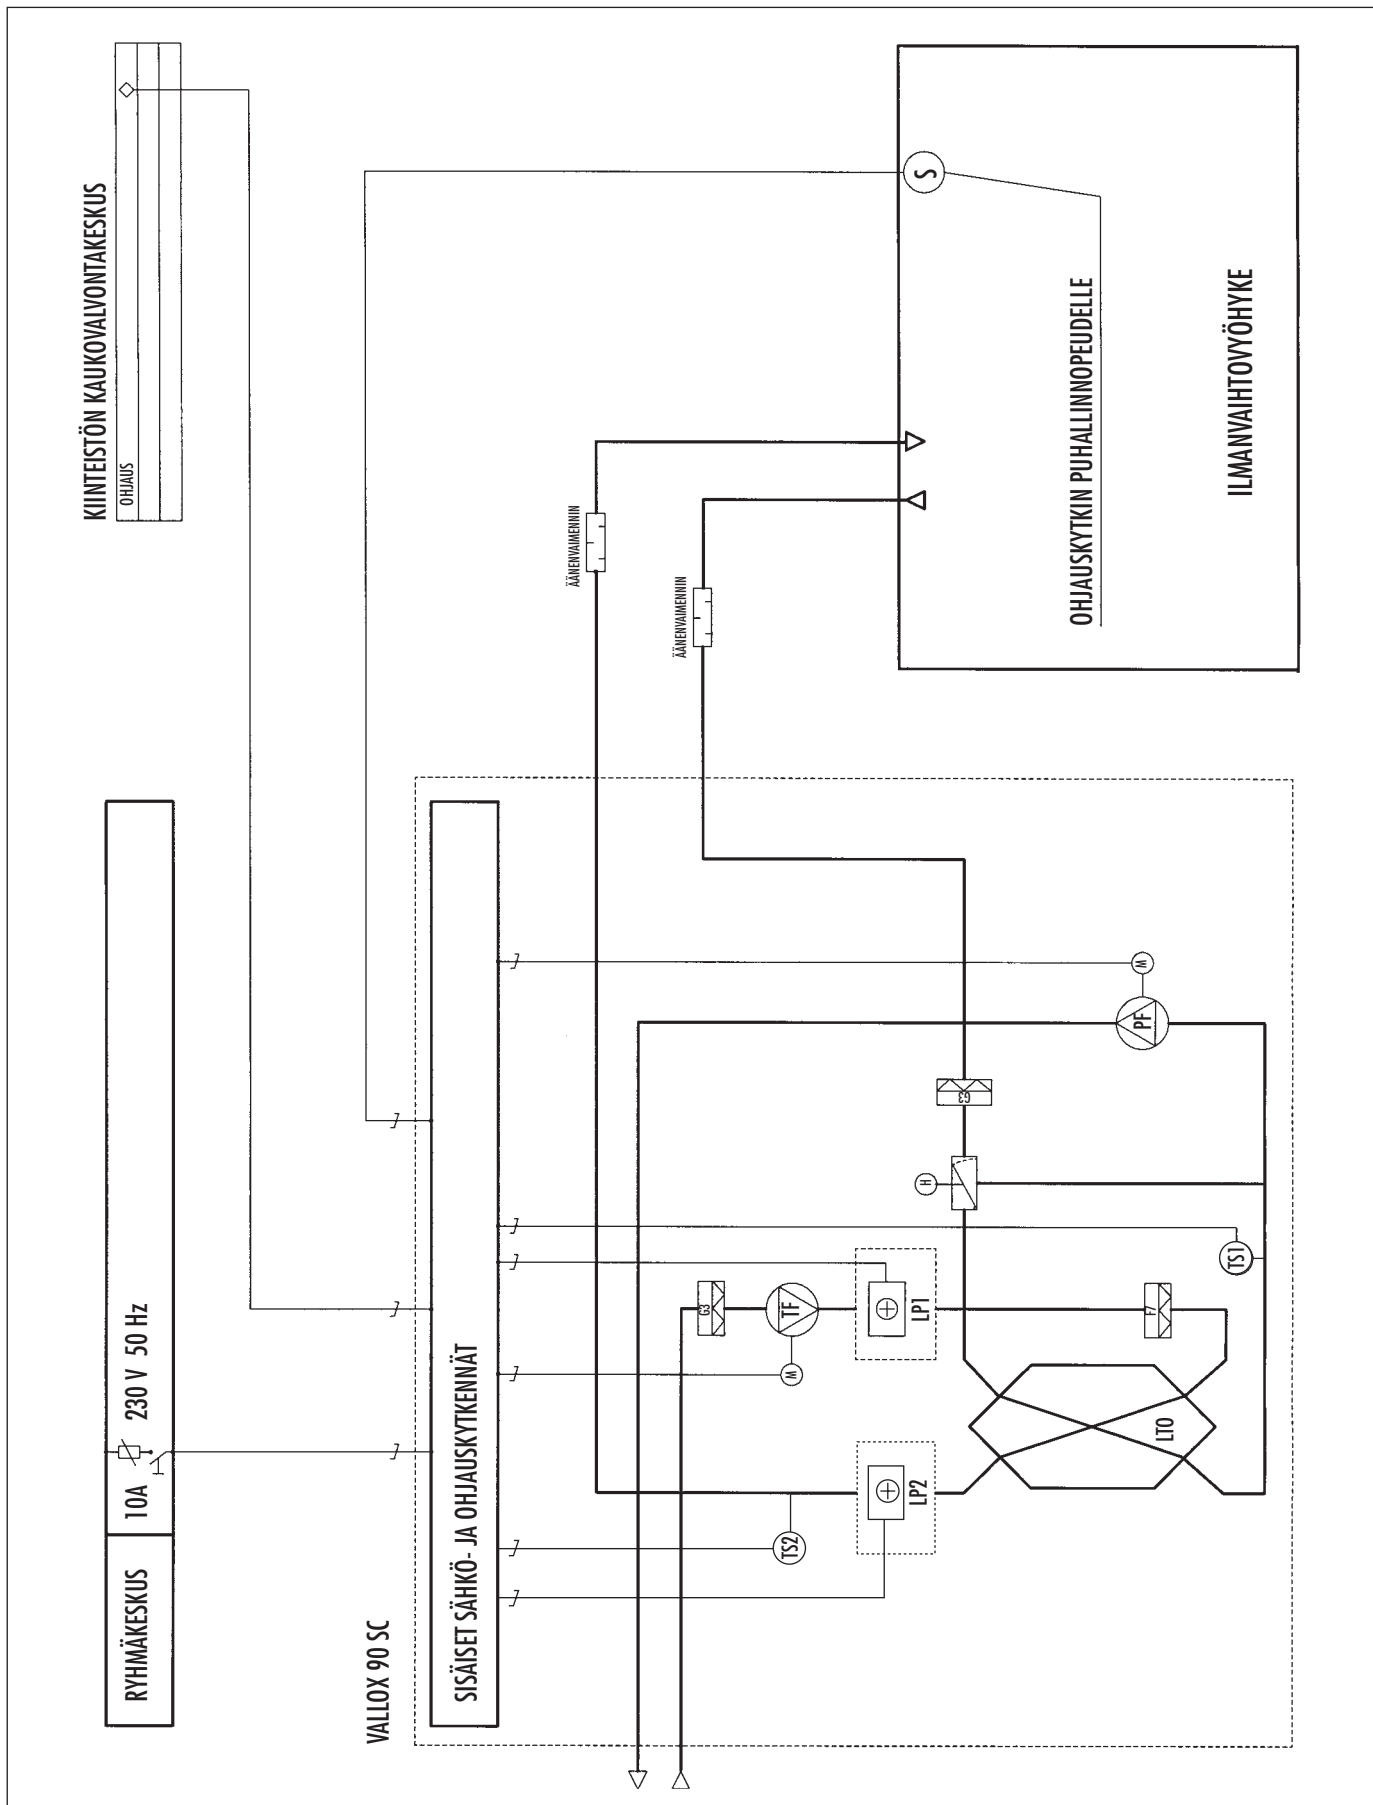 KIINTEISTÖN KAUKOVALVONTAKESKUS
OHJAUS
RYHMÄKESKUS
10A 230 V 50 Hz
VALLOX 90 SC
SISÄISET SÄHKÖ- JA OHJAUSKYTKENNÄT
ÄÄNENVAIMENNIN
ÄÄNENVAIMENNIN
S
OHJAUSKYTKIN PUHALLINNOPEUDELLE
ILMANVAIHTOVYÖHYKE
TS2
LP2
M
TF
G3
LP1
H
G3
M
PF
TS1
F7
LTO